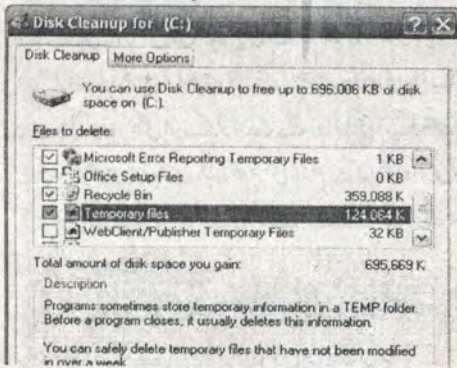 Disk Cleanup for (C:)
Disk Cleanup
More Options
You can use Disk Cleanup to free up to 696,006 KB of disk
space on (C:).
Files to delete:
Microsoft Error Reporting Temporary Files 1 KB
Office Setup Files 0 KB
Recycle Bin 359,088 K
Temporary files 124,064 K
WebClient/Publisher Temporary Files 32 KB
Total amount of disk space you gain: 695,669 K
Description
Programs sometimes store temporary information in a TEMP folder.
Before a program closes, it usually deletes this information.
You can safely delete temporary files that have not been modified
in over a week.